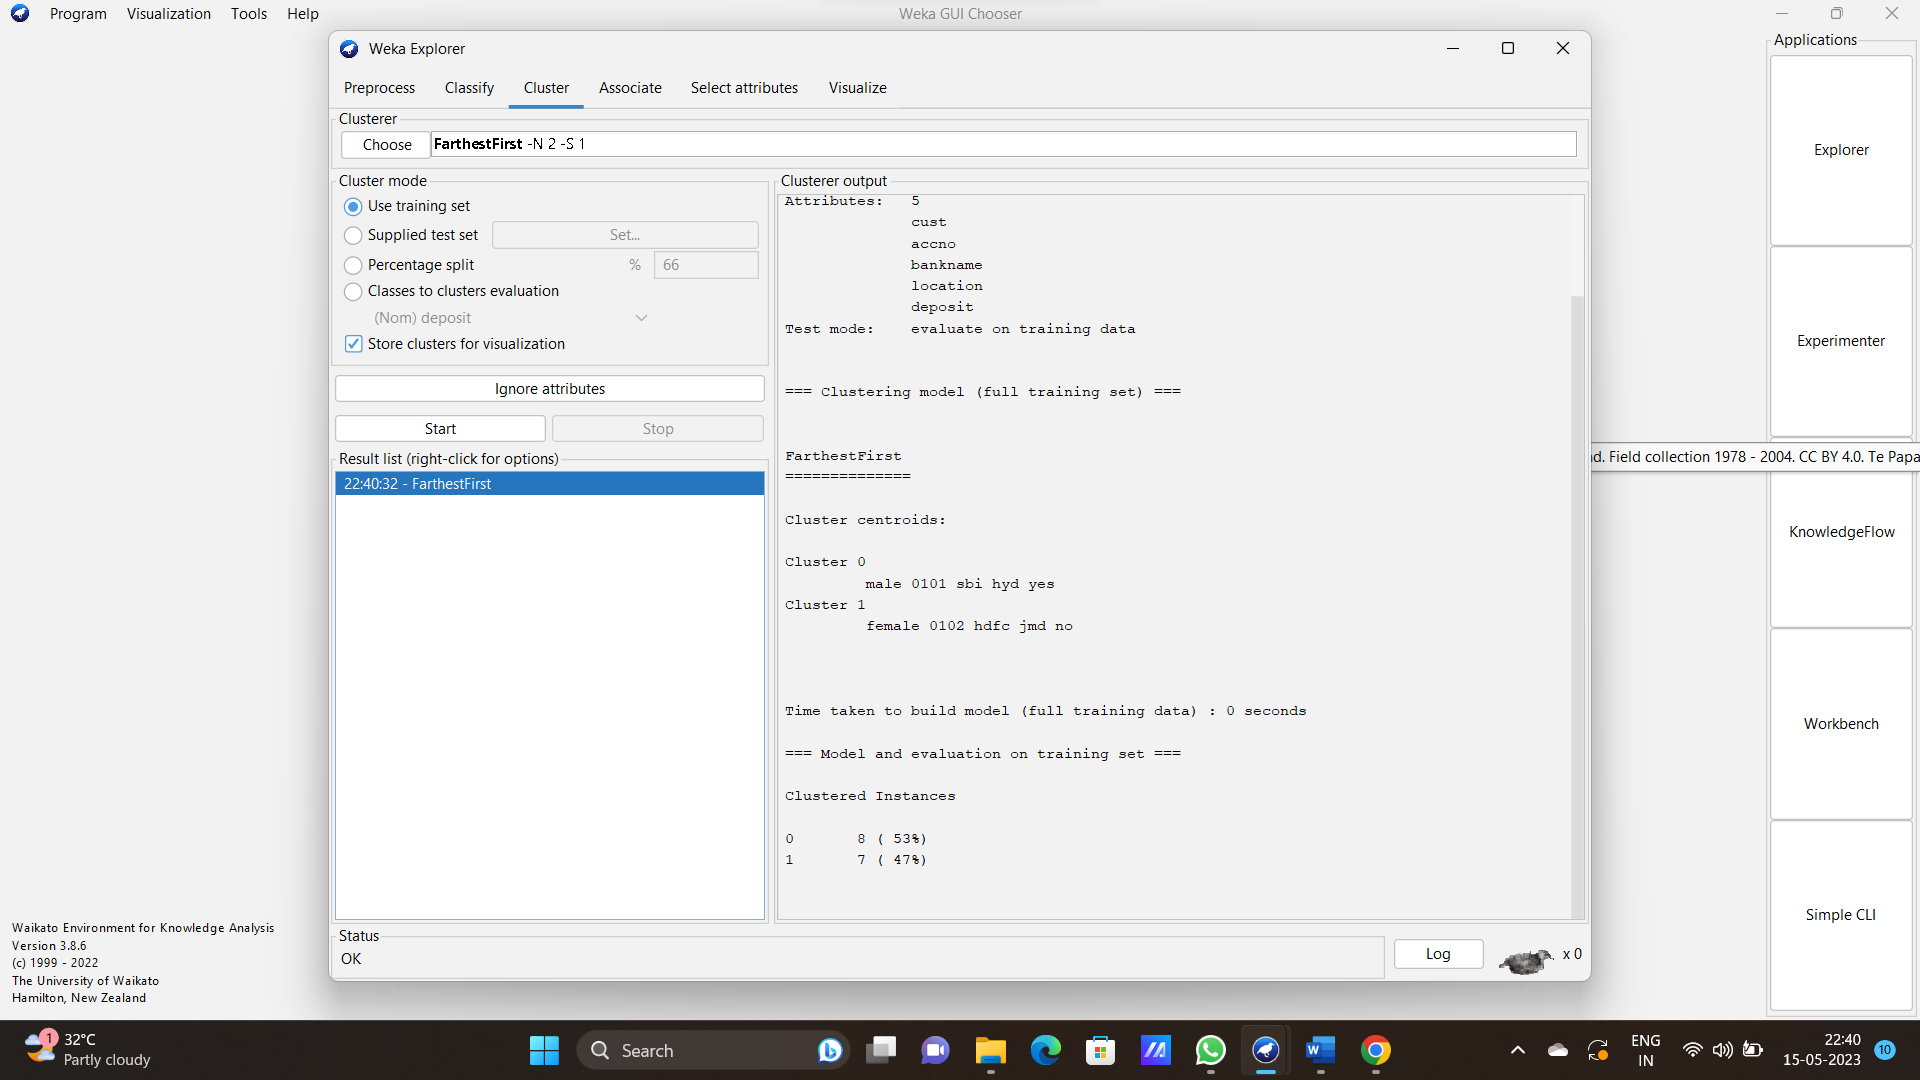 Program Visualization Tools Help
Weka GUI Chooser
Applications
Weka Explorer
Preprocess Classify Cluster Associate Select attributes Visualize
Clusterer
Choose FarthestFirst -N 2 -S 1
Cluster mode
Use training set
Supplied test set Set...
Percentage split % 66
Classes to clusters evaluation
(Nom) deposit
Store clusters for visualization
Ignore attributes
Start Stop
Result list (right-click for options)
22:40:32 - FarthestFirst
Clusterer output
Attributes: 5
cust
accno
bankname
location
deposit
Test mode: evaluate on training data
=== Clustering model (full training set) ===
FarthestFirst
==============
Cluster centroids:
Cluster 0
male 0101 sbi hyd yes
Cluster 1
female 0102 hdfc jmd no
Time taken to build model (full training data) : 0 seconds
=== Model and evaluation on training set ===
Clustered Instances
0 8 ( 53%)
1 7 ( 47%)
Status
OK
Log x 0
Explorer
Experimenter
d. Field collection 1978 - 2004. CC BY 4.0. Te Papa
KnowledgeFlow
Workbench
Simple CLI
Waikato Environment for Knowledge Analysis
Version 3.8.6
(c) 1999 - 2022
The University of Waikato
Hamilton, New Zealand
1
32°C
Partly cloudy
Search
ENG
IN
22:40
15-05-2023
10